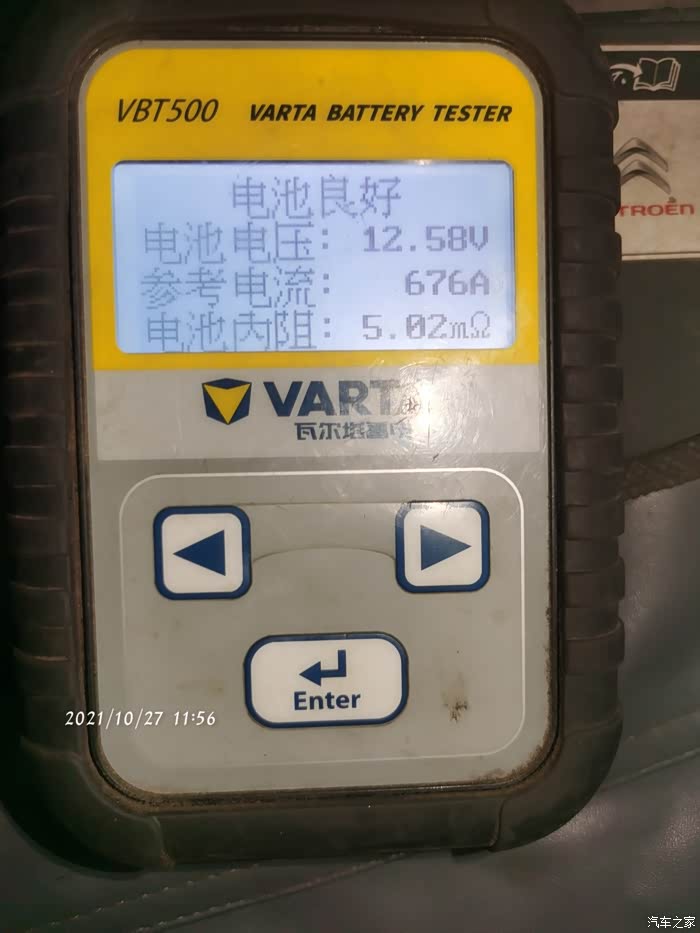 VBT500 VARTA BATTERY TESTER
电池良好
电池电压: 12.58V
参考电流: 676A
电池内阻: 5.02mΩ
VARTA
瓦尔塔蓄电
Enter
2021/10/27 11:56
TROËN
汽车之家